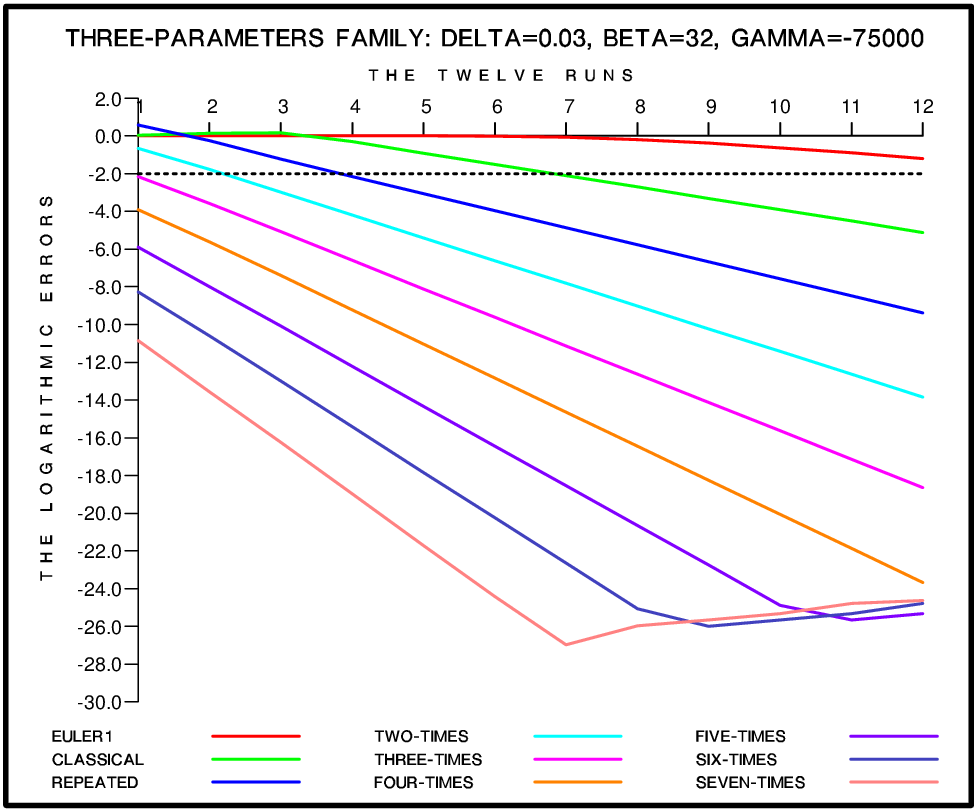 THREE-PARAMETERS FAMILY: DELTA=0.03, BETA=32, GAMMA=-75000
THE TWELVE RUNS
1 2 3 4 5 6 7 8 9 10 11 12
THE LOGARITHMIC ERRORS
2.0
0.0
-2.0
-4.0
-6.0
-8.0
-10.0
-12.0
-14.0
-16.0
-18.0
-20.0
-22.0
-24.0
-26.0
-28.0
-30.0
EULER1 TWO-TIMES FIVE-TIMES
CLASSICAL THREE-TIMES SIX-TIMES
REPEATED FOUR-TIMES SEVEN-TIMES